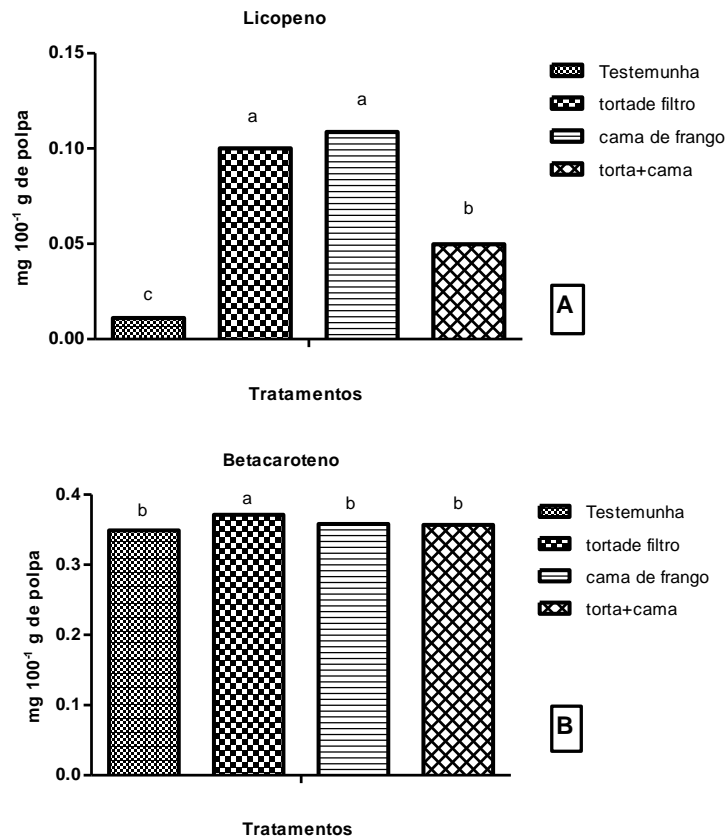 Licopeno
0.15
0.10
0.05
0.00
mg 100⁻¹ g de polpa
c
a
a
b
Testemunha
tortade filtro
cama de frango
torta+cama
A
Tratamentos
Betacaroteno
0.4
0.3
0.2
0.1
0.0
mg 100⁻¹ g de polpa
b
a
b
b
Testemunha
tortade filtro
cama de frango
torta+cama
B
Tratamentos